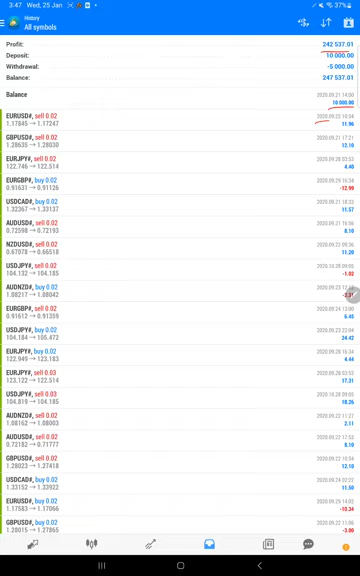 3:47 Wed, 25 Jan 37%
History
All symbols
Profit: 242 537.01
Deposit: 10 000.00
Withdrawal: -5 000.00
Balance: 247 537.01
Balance 2020.09.21 14:00
10 000.00
EURUSD#, sell 0.02 2020.09.22 10:54
1.17845 → 1.17247 11.96
GBPUSD#, sell 0.02 2020.09.21 17:21
1.28635 → 1.28030 12.10
EURJPY#, sell 0.02 2020.09.28 03:53
122.746 → 122.514 4.40
EURGBP#, buy 0.02 2020.09.29 16:34
0.91631 → 0.91126 -12.99
USDCAD#, buy 0.02 2020.09.21 18:33
1.32367 → 1.33137 11.57
AUDUSD#, sell 0.02 2020.09.21 16:56
0.72598 → 0.72193 8.10
NZDUSD#, sell 0.02 2020.09.23 09:36
0.67078 → 0.66518 11.20
USDJPY#, sell 0.02 2020.10.28 09:05
104.132 → 104.185 -1.02
AUDNZD#, buy 0.02
1.08217 → 1.08042
EURGBP#, sell 0.02 2020.09.24 13:00
0.91612 → 0.91359 6.45
USDJPY#, buy 0.02 2020.09.23 22:04
104.184 → 105.472 24.42
EURJPY#, buy 0.02 2020.09.28 16:34
122.949 → 123.183 4.44
EURJPY#, sell 0.03 2020.09.28 03:53
123.122 → 122.514 17.31
USDJPY#, sell 0.03 2020.10.28 09:05
104.819 → 104.185 18.26
AUDNZD#, sell 0.02 2020.09.22 11:27
1.08162 → 1.08003 2.11
AUDUSD#, sell 0.02 2020.09.22 17:53
0.72182 → 0.71777 8.10
GBPUSD#, sell 0.02 2020.09.22 10:54
1.28023 → 1.27418 12.10
USDCAD#, buy 0.02 2020.09.24 02:22
1.33152 → 1.33922 11.50
EURUSD#, buy 0.02 2020.09.25 14:02
1.17583 → 1.17066 -10.34
GBPUSD#, buy 0.02 2020.09.22 11:06
1.28015 → 1.27865 -3.00
2